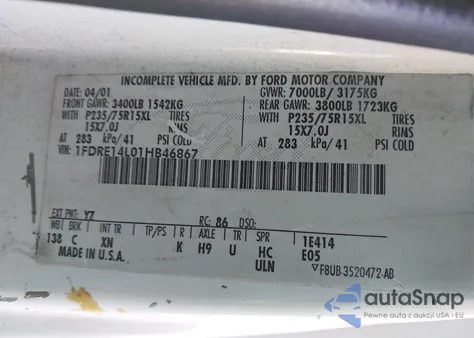 INCOMPLETE VEHICLE MFD. BY FORD MOTOR COMPANY
DATE: 04/01 GVWR: 7000LB/ 3175KG
FRONT GAWR: 3400LB 1542KG REAR GAWR: 3800LB 1723KG
WITH P235/75R15XL TIRES WITH P235/75R15XL TIRES
15X7.0J RIMS 15X7.0J RIMS
AT 283 kPa/ 41 PSI COLD AT 283 kPa/ 41 PSI COLD
VIN: 1FDRE14L01HB46867
EXT PNT: Y7 RC: 86 DSO:
WB BRK INT TR TP/PS R AXLE TR SPR 1E414
138 C XN K H9 U HC E05
MADE IN U.S.A. ULN ▽F8UB-3520472-AB
autoSnap
Pewne auto z USA i EU